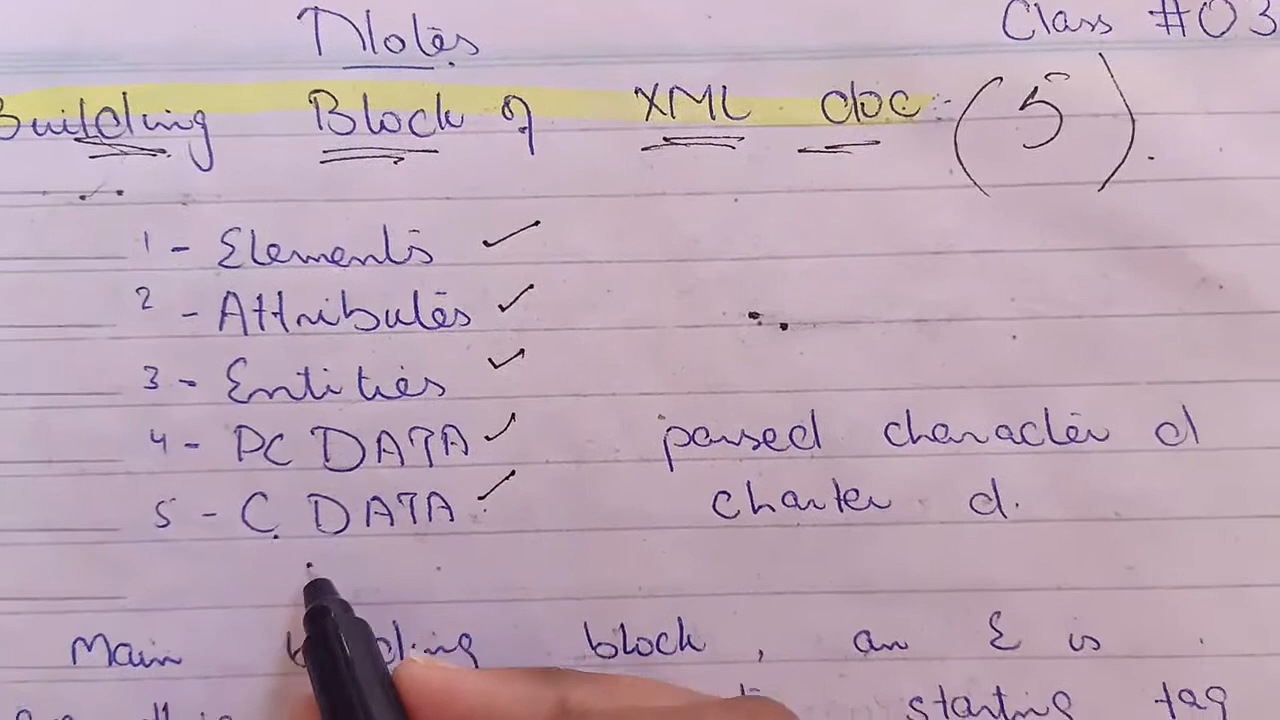 Notes Class #03
Building Block of XML doc :- (5).
1 - Elements ✓
2 - Attributes ✓
3 - Entities ✓
4 - PC DATA ✓ parsed character d
5 - C. DATA ✓ charter d.
Main block, an E is
starting tag